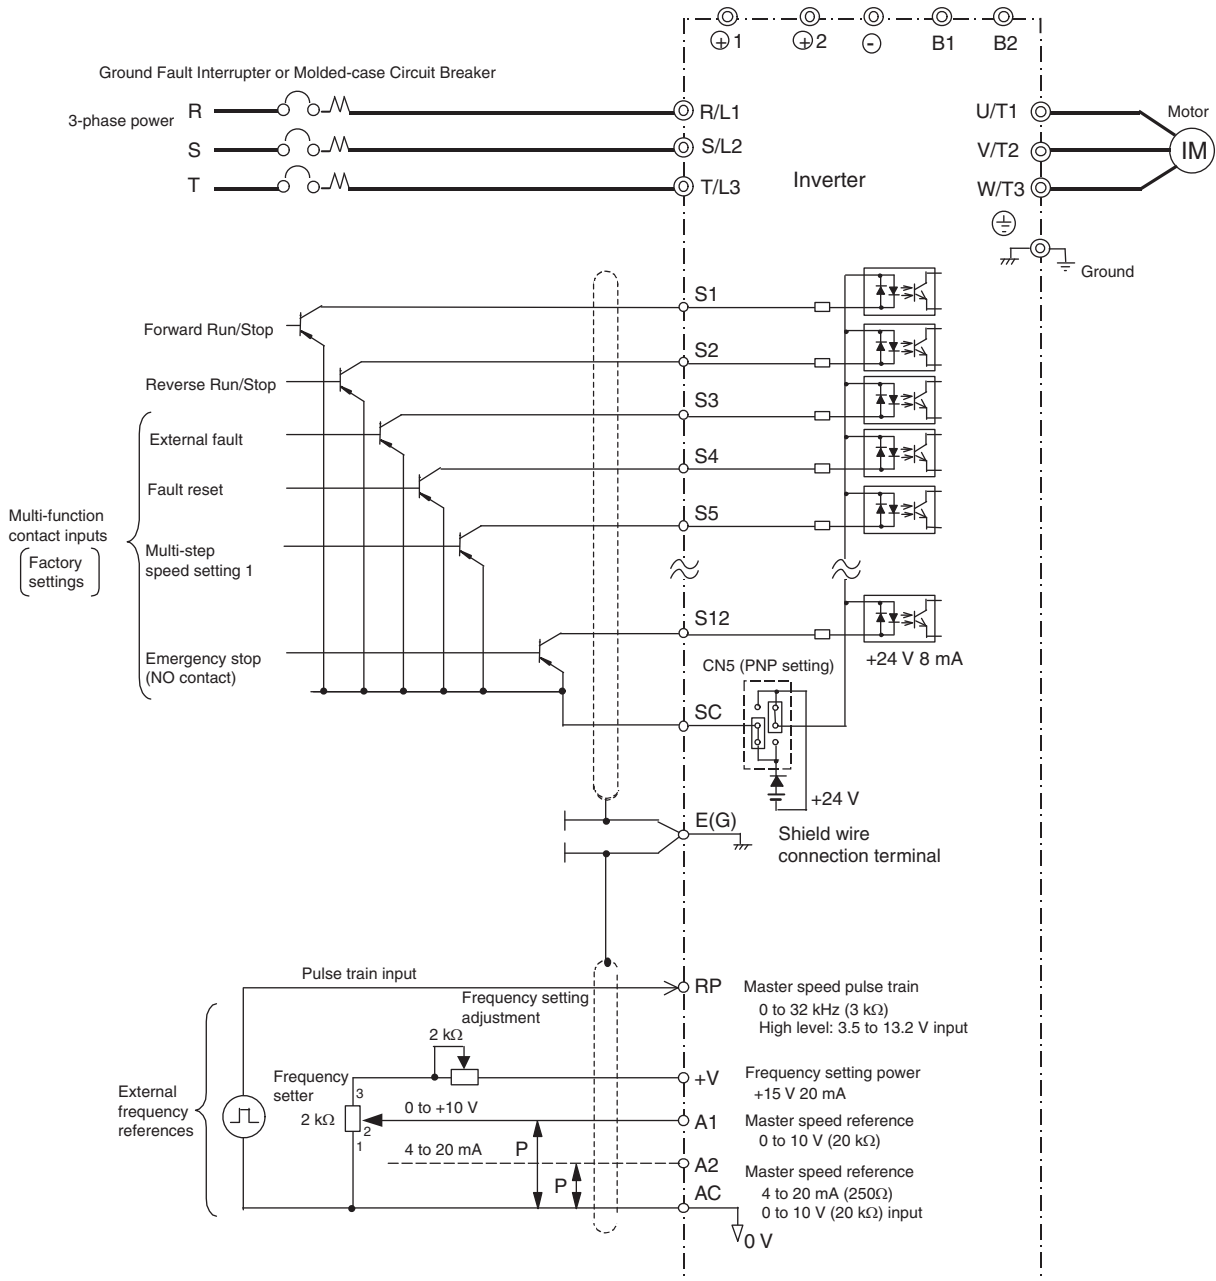 ⊕1
⊕2
⊖
B1
B2
Ground Fault Interrupter or Molded-case Circuit Breaker
3-phase power
R
S
T
R/L1
S/L2
T/L3
Inverter
U/T1
V/T2
W/T3
Motor
IM
Ground
S1
Forward Run/Stop
S2
Reverse Run/Stop
S3
External fault
S4
Fault reset
S5
Multi-function
contact inputs
Factory
settings
Multi-step
speed setting 1
S12
Emergency stop
(NO contact)
+24 V 8 mA
CN5 (PNP setting)
SC
+24 V
E(G)
Shield wire
connection terminal
Pulse train input
RP
Master speed pulse train
0 to 32 kHz (3 kΩ)
High level: 3.5 to 13.2 V input
Frequency setting
adjustment
2 kΩ
+V
Frequency setting power
+15 V 20 mA
External
frequency
references
Frequency
setter
2 kΩ
3
2
1
0 to +10 V
A1
Master speed reference
0 to 10 V (20 kΩ)
4 to 20 mA
P
P
A2
Master speed reference
4 to 20 mA (250Ω)
0 to 10 V (20 kΩ) input
AC
0 V